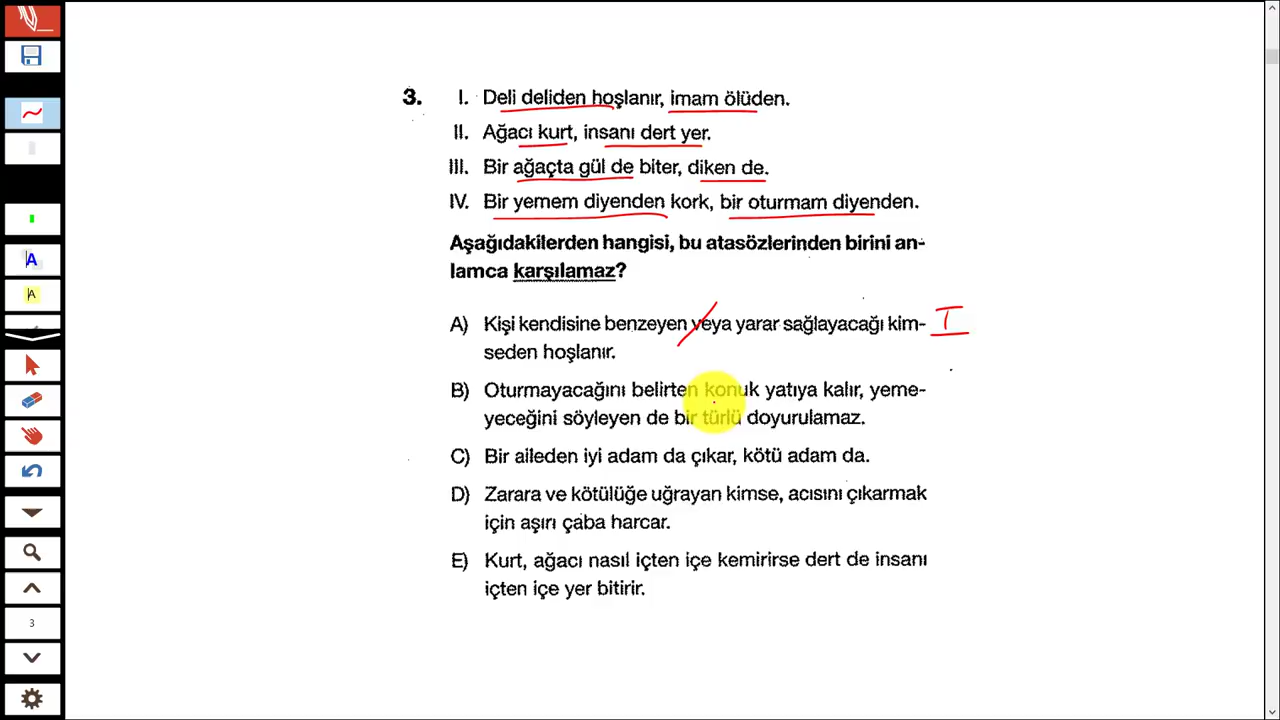 3. I. Deli deliden hoşlanır, imam ölüden.
II. Ağacı kurt, insanı dert yer.
III. Bir ağaçta gül de biter, diken de.
IV. Bir yemem diyenden kork, bir oturmam diyenden.
Aşağıdakilerden hangisi, bu atasözlerinden birini an-
lamca karşılamaz?
A) Kişi kendisine benzeyen veya yarar sağlayacağı kim- I
seden hoşlanır.
B) Oturmayacağını belirten konuk yatıya kalır, yeme-
yeceğini söyleyen de bir türlü doyurulamaz.
C) Bir aileden iyi adam da çıkar, kötü adam da.
D) Zarara ve kötülüğe uğrayan kimse, acısını çıkarmak
için aşırı çaba harcar.
E) Kurt, ağacı nasıl içten içe kemirirse dert de insanı
içten içe yer bitirir.
A
A
3